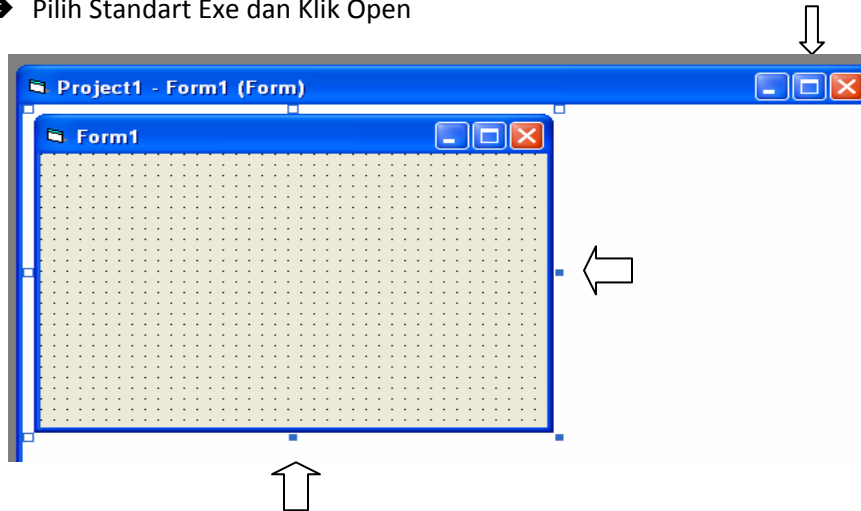 Pilih Standart Exe dan Klik Open
Project1 - Form1 (Form)
Form1